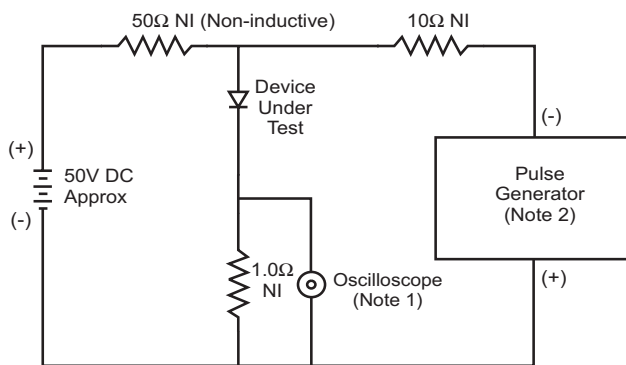 50Ω NI (Non-inductive)
10Ω NI
Device
Under
Test
(-)
(+)
50V DC
Approx
(-)
Pulse
Generator
(Note 2)
1.0Ω
NI
Oscilloscope
(Note 1)
(+)